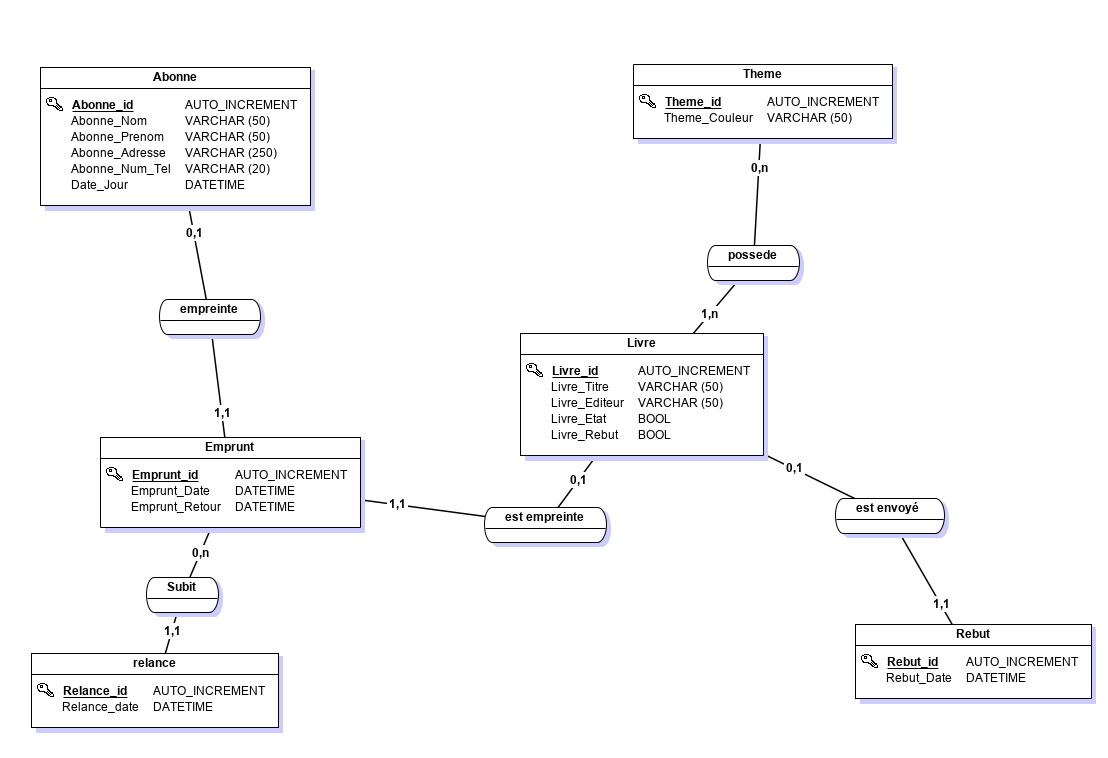 Abonne
Abonne_id AUTO_INCREMENT
Abonne_Nom VARCHAR (50)
Abonne_Prenom VARCHAR (50)
Abonne_Adresse VARCHAR (250)
Abonne_Num_Tel VARCHAR (20)
Date_Jour DATETIME
Theme
Theme_id AUTO_INCREMENT
Theme_Couleur VARCHAR (50)
0,n
0,1
possede
empreinte
1,n
Livre
Livre_id AUTO_INCREMENT
Livre_Titre VARCHAR (50)
Livre_Editeur VARCHAR (50)
Livre_Etat BOOL
Livre_Rebut BOOL
1,1
Emprunt
Emprunt_id AUTO_INCREMENT
Emprunt_Date DATETIME
Emprunt_Retour DATETIME
0,1
0,1
1,1
est empreinte
est envoyé
0,n
Subit
1,1
1,1
relance
Relance_id AUTO_INCREMENT
Relance_date DATETIME
Rebut
Rebut_id AUTO_INCREMENT
Rebut_Date DATETIME